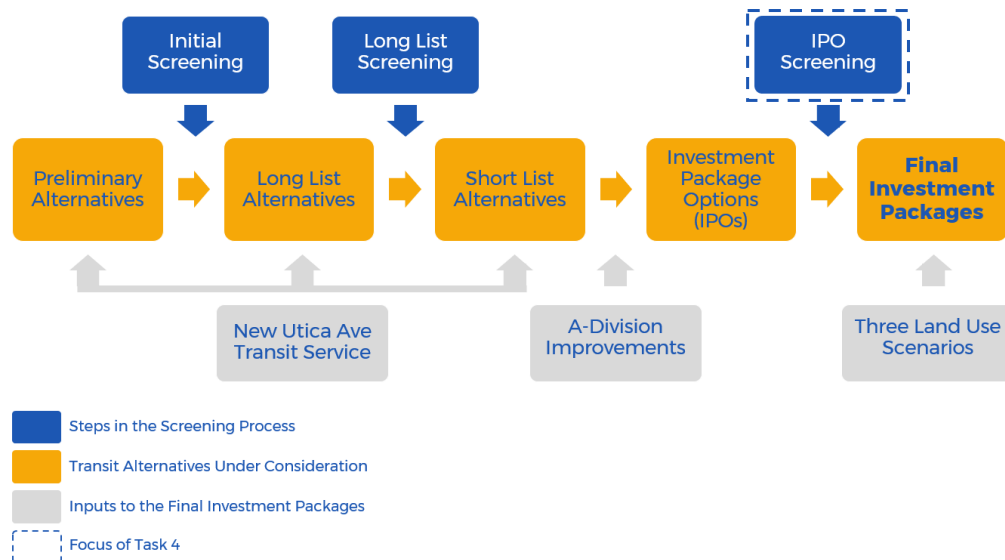 Initial
Screening
Long List
Screening
IPO
Screening
Preliminary
Alternatives
Long List
Alternatives
Short List
Alternatives
Investment
Package
Options
(IPOs)
Final
Investment
Packages
New Utica Ave
Transit Service
A-Division
Improvements
Three Land Use
Scenarios
Steps in the Screening Process
Transit Alternatives Under Consideration
Inputs to the Final Investment Packages
Focus of Task 4